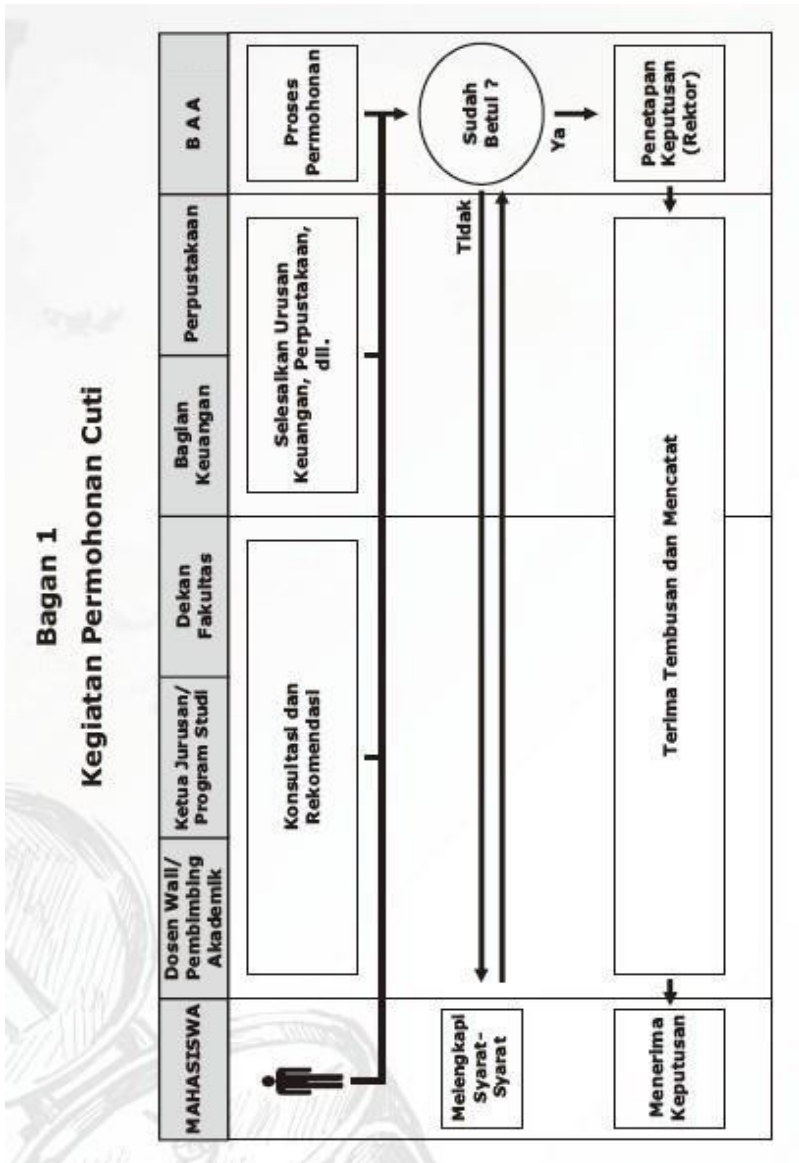 Bagan 1
Kegiatan Permohonan Cuti
MAHASISWA
Dosen Wali/
Pembimbing
Akademik
Ketua Jurusan/
Program Studi
Dekan
Fakultas
Bagian
Keuangan
Perpustakaan
B A A
Konsultasi dan
Rekomendasi
Selesaikan Urusan
Keuangan, Perpustakaan,
dll.
Proses
Permohonan
Melengkapi
Syarat-
Syarat
Tidak
Sudah
Betul ?
Ya
Menerima
Keputusan
Terima Tembusan dan Mencatat
Penetapan
Keputusan
(Rektor)